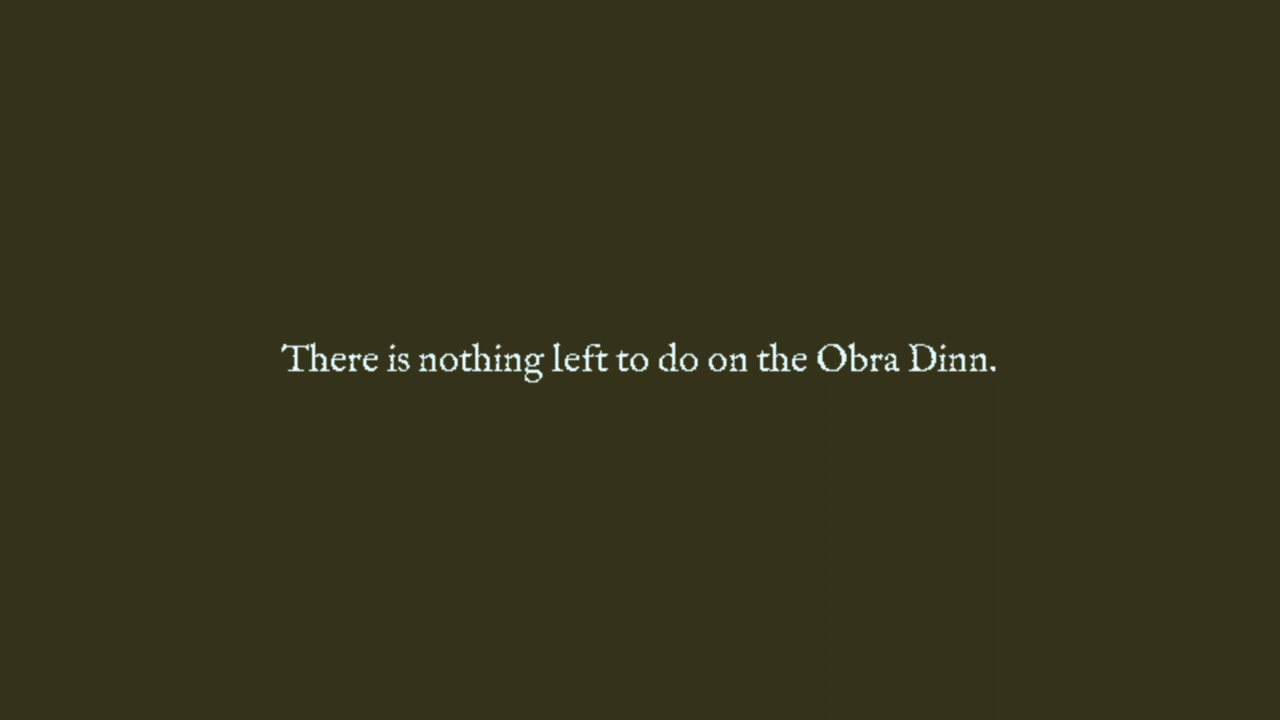 There is nothing left to do on the Obra Dinn.